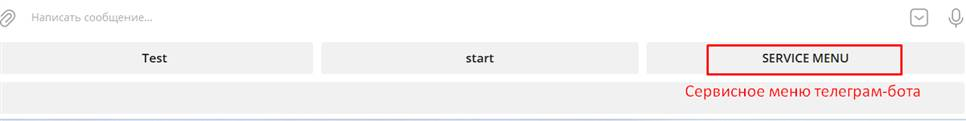 Написать сообщение...
Test start SERVICE MENU
Сервисное меню телеграм-бота